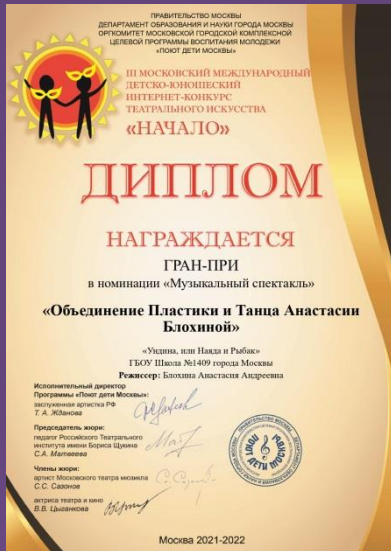 ПРАВИТЕЛЬСТВО МОСКВЫ
ДЕПАРТАМЕНТ ОБРАЗОВАНИЯ И НАУКИ ГОРОДА МОСКВЫ
ОРГКОМИТЕТ МОСКОВСКОЙ ГОРОДСКОЙ КОМПЛЕКСНОЙ
ЦЕЛЕВОЙ ПРОГРАММЫ ВОСПИТАНИЯ МОЛОДЕЖИ
«ПОЮТ ДЕТИ МОСКВЫ»
III МОСКОВСКИЙ МЕЖДУНАРОДНЫЙ
ДЕТСКО-ЮНОШЕСКИЙ
ИНТЕРНЕТ-КОНКУРС
ТЕАТРАЛЬНОГО ИСКУССТВА
«НАЧАЛО»
ДИПЛОМ
НАГРАЖДАЕТСЯ
ГРАН-ПРИ
в номинации «Музыкальный спектакль»
«Объединение Пластики и Танца Анастасии
Блохиной»
«Ундина, или Наяда и Рыбак»
ГБОУ Школа №1409 города Москвы
Режиссер: Блохина Анастасия Андреевна
Исполнительный директор
Программы «Поют дети Москвы»:
заслуженная артистка РФ
Т. А. Жданова
Председатель жюри:
педагог Российского Театрального
института имени Бориса Щукина
С.А. Матвеева
Члены жюри:
артист Московского театра мюзикла
С.С. Сазонов
актриса театра и кино
В.В. Цыганкова
ПОЮТ
ДЕТИ МОСКВЫ
Москва 2021-2022